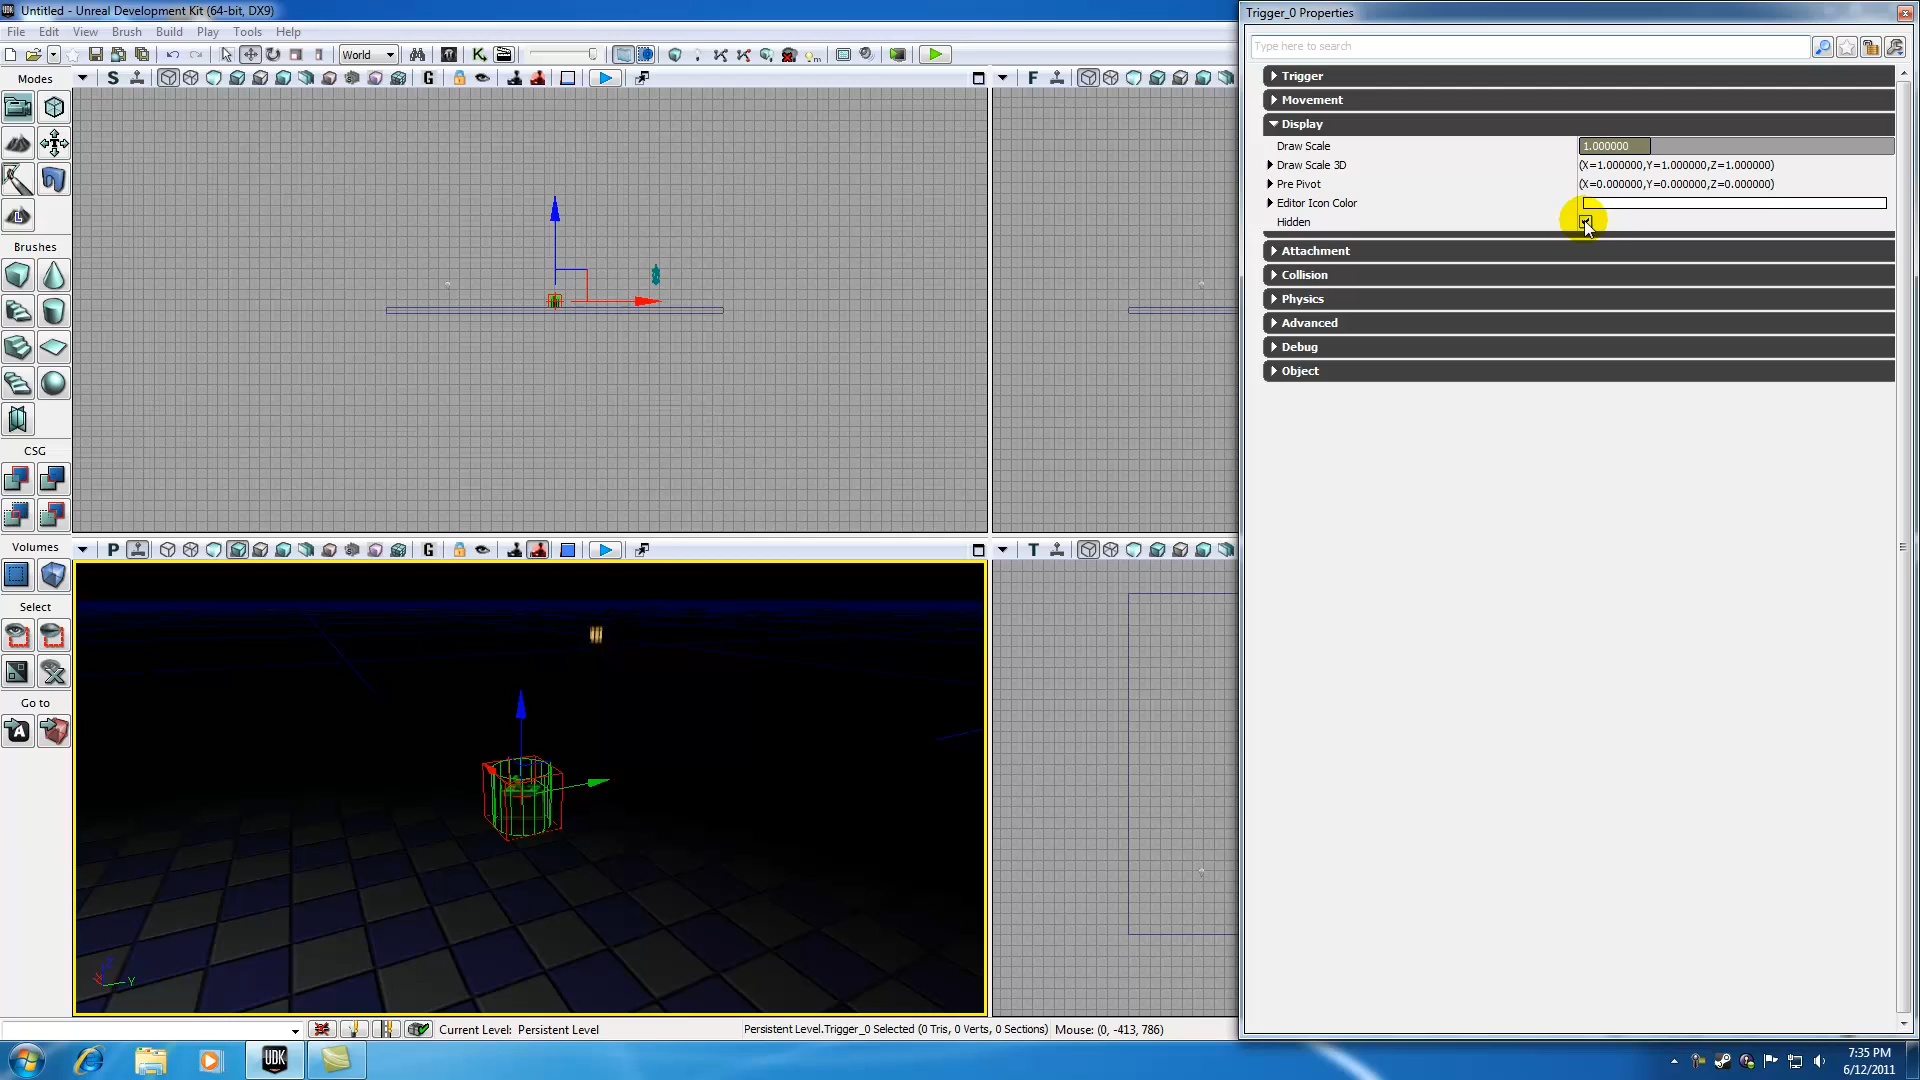 Untitled - Unreal Development Kit (64-bit, DX9)
File Edit View Brush Build Play Tools Help
World
Modes
S
G
F
Brushes
CSG
Volumes
P
G
T
Select
Go to
Z
X
Y
Current Level: Persistent Level
Persistent Level.Trigger_0 Selected (0 Tris, 0 Verts, 0 Sections)
Mouse: (0, -413, 786)
Trigger_0 Properties
Type here to search
Trigger
Movement
Display
Draw Scale 1.000000
Draw Scale 3D (X=1.000000,Y=1.000000,Z=1.000000)
Pre Pivot (X=0.000000,Y=0.000000,Z=0.000000)
Editor Icon Color
Hidden
Attachment
Collision
Physics
Advanced
Debug
Object
UDK
7:35 PM
6/12/2011